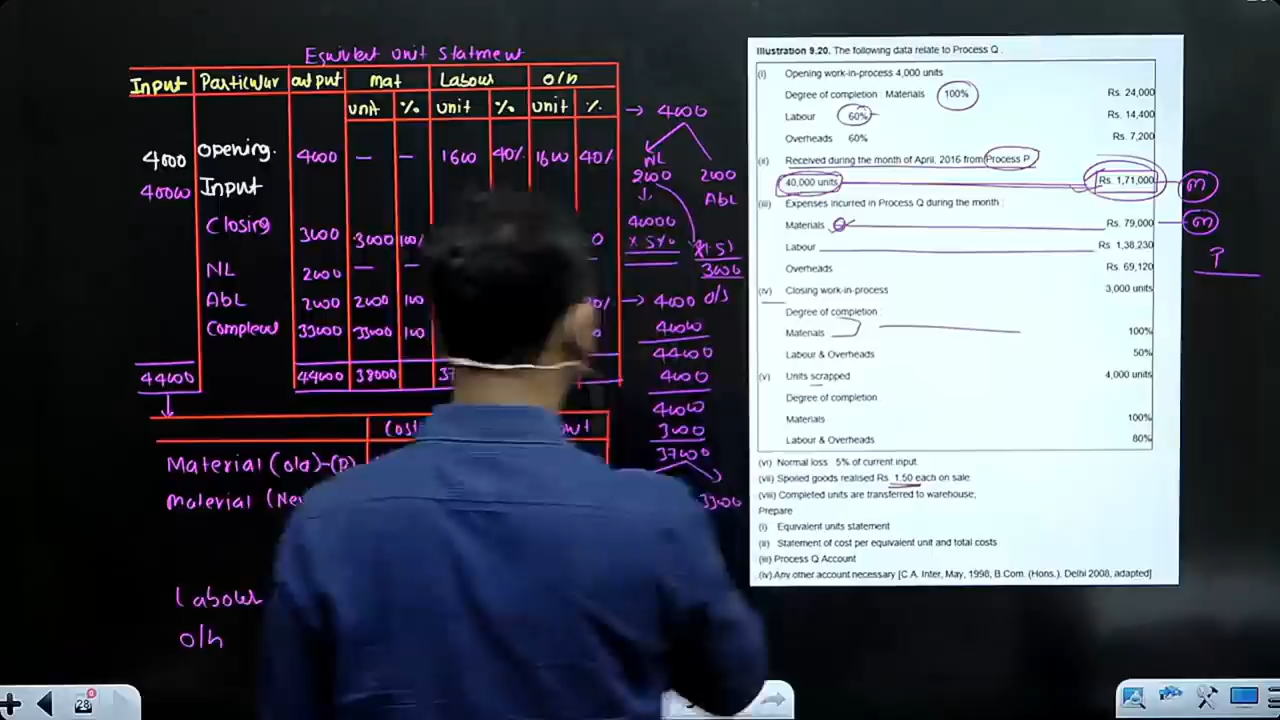 Equivalent Unit Statment
Input Particular output mat Labour O/h
unit % unit % unit %
4000 opening. 4000 — — 1600 40% 1600 40%
40000 Input
Closing 3000 3000 100% 0
NL 2000 — —
AbL 2000 2000 100 0%
33000 33000 100 0
44000 44000 38000 37
Cost
Material (old)-(P)
Material (Ne
Labour
o/h
→ 4000
NL
2000 2000
AbL
40000
x 5%
3000
→ 4000 O/S
44000
4000
3000
37000
33000
Illustration 9.20. The following data relate to Process Q.
(i) Opening work-in-process 4,000 units
Degree of completion : Materials 100% Rs. 24,000
Labour 60% Rs. 14,400
Overheads 60% Rs. 7,200
(ii) Received during the month of April, 2016 from Process P
40,000 units Rs. 1,71,000 m
(iii) Expenses incurred in Process Q during the month :
Materials Rs. 79,000 m
Labour Rs 1,38,230 ?
Overheads Rs. 69,120
(iv) Closing work-in-process 3,000 units
Degree of completion :
Materials 100%
Labour & Overheads 50%
(v) Units scrapped 4,000 units
Degree of completion
Materials 100%
Labour & Overheads 80%
(vi) Normal loss 5% of current input.
(vii) Spoiled goods realised Rs 1.50 each on sale
(viii) Completed units are transferred to warehouse;
Prepare
(i) Equivalent units statement
(ii) Statement of cost per equivalent unit and total costs
(iii) Process Q Account
(iv) Any other account necessary [C.A. Inter, May, 1998, B.Com. (Hons.). Delhi 2008, adapted]
28